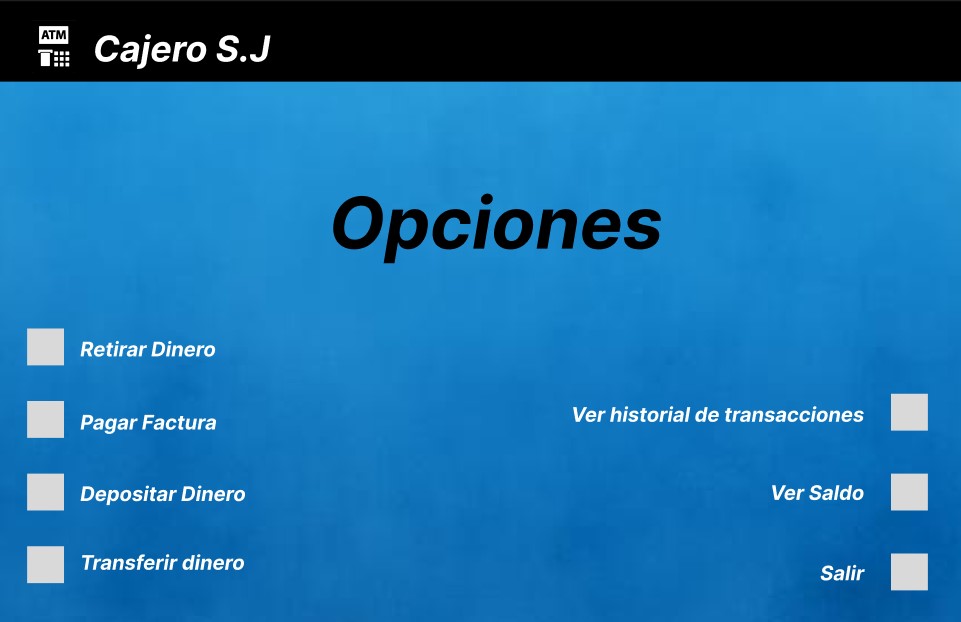 ATM
Cajero S.J
Opciones
Retirar Dinero
Pagar Factura
Depositar Dinero
Transferir dinero
Ver historial de transacciones
Ver Saldo
Salir